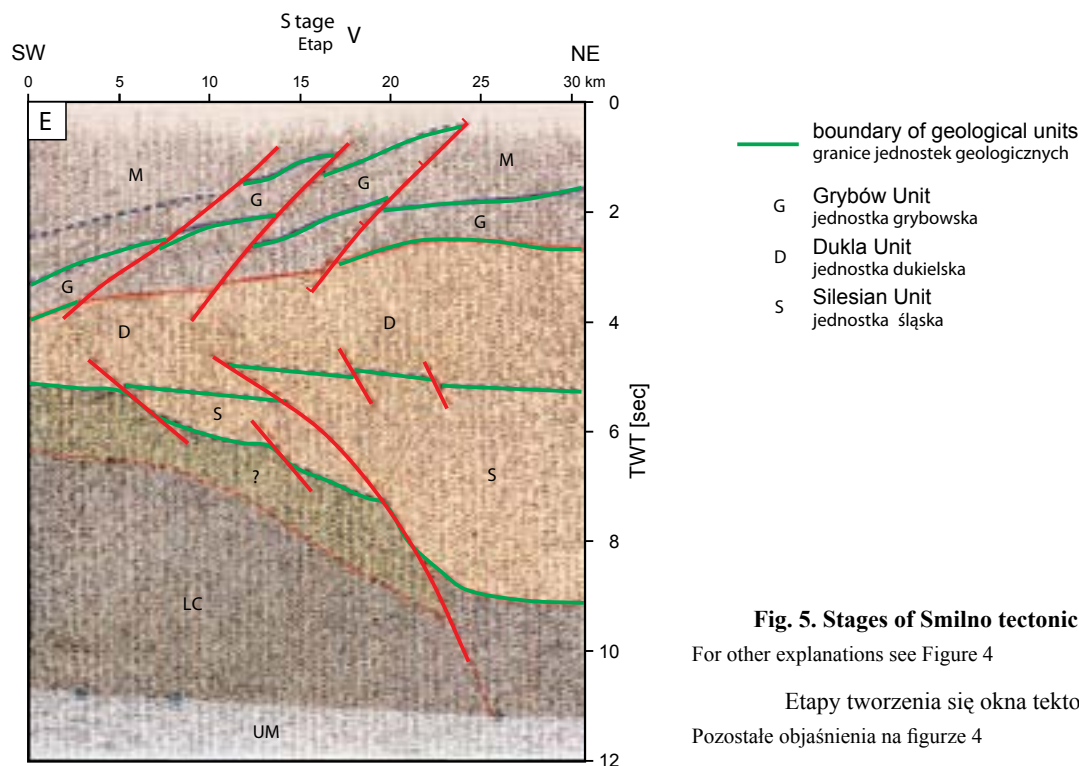 S tage V
Etap
SW NE
0 5 10 15 20 25 30 km
E
0
2
4
6
8
10
12
TWT [sec]
M
M
G
G
G
G
D
D
S
S
?
LC
UM
boundary of geological units
granice jednostek geologicznych
G Grybów Unit
jednostka grybowska
D Dukla Unit
jednostka dukielska
S Silesian Unit
jednostka śląska
Fig. 5. Stages of Smilno tectonic
For other explanations see Figure 4
Etapy tworzenia się okna tekto
Pozostałe objaśnienia na figurze 4